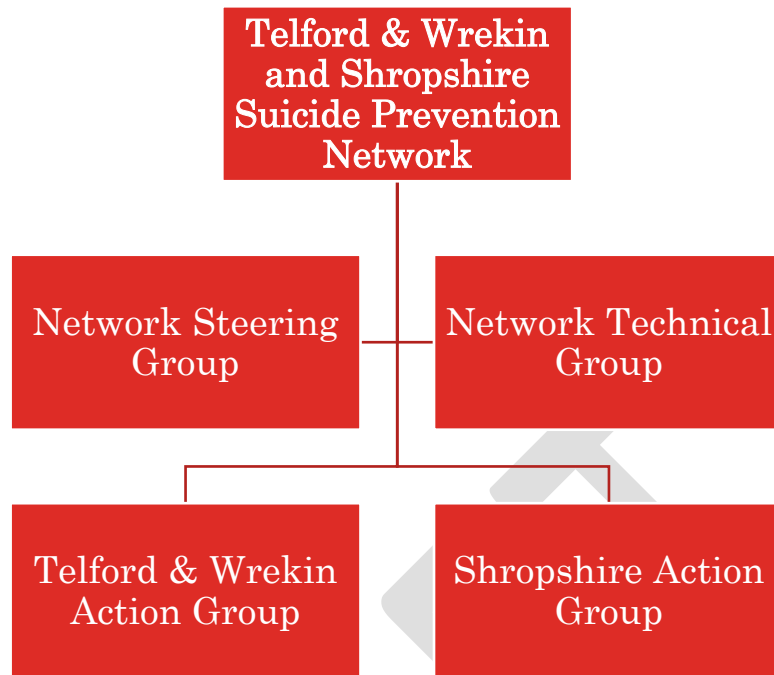 Telford & Wrekin
and Shropshire
Suicide Prevention
Network
Network Steering
Group
Network Technical
Group
Telford & Wrekin
Action Group
Shropshire Action
Group